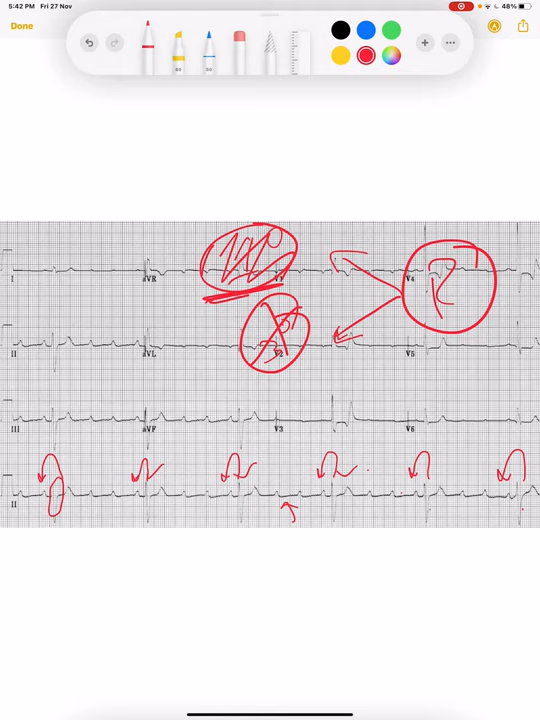 5:42 PM Fri 27 Nov
48%
Done
I
aVR
V1
V4
II
aVL
V2
V5
III
aVF
V3
V6
II